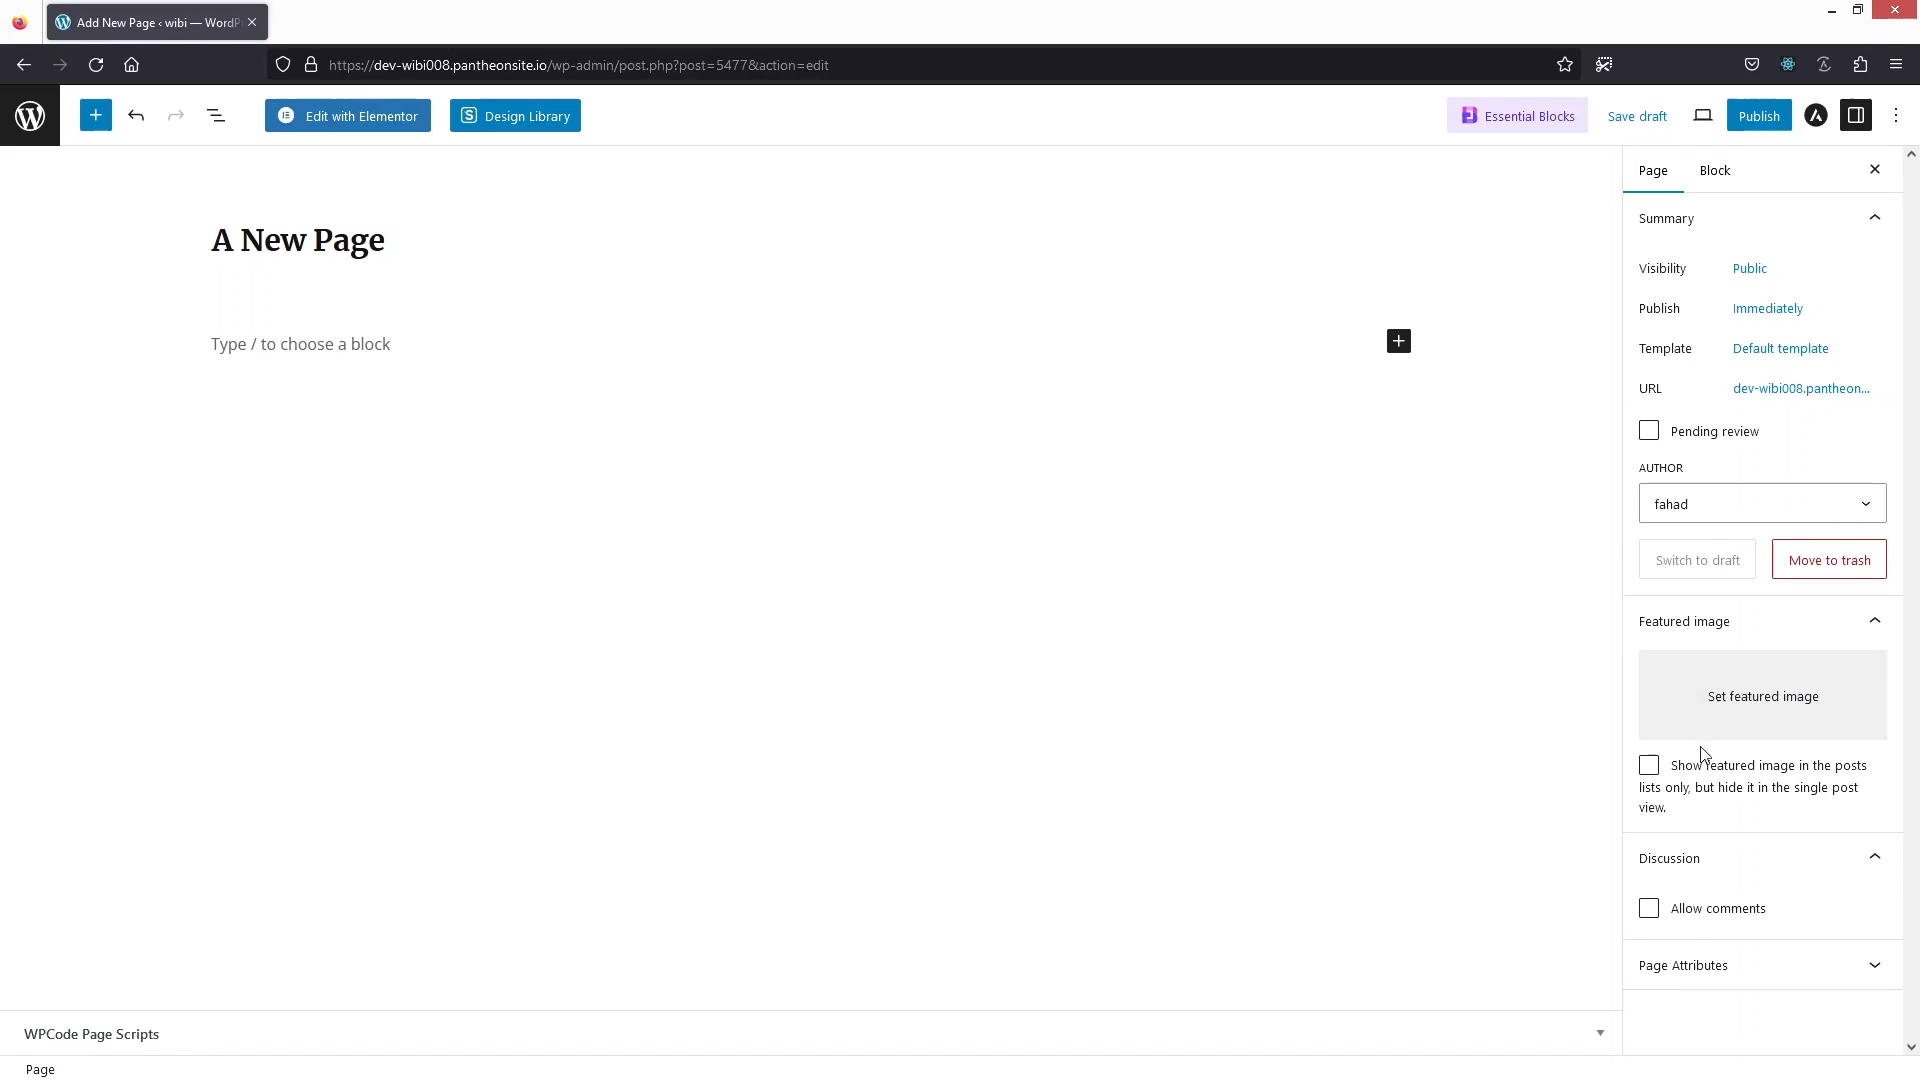 Add New Page ‹ wibi — WordP
https://dev-wibi008.pantheonsite.io/wp-admin/post.php?post=5477&action=edit
Edit with Elementor
Design Library
Essential Blocks
Save draft
Publish
Page
Block
Summary
A New Page
Visibility
Public
Publish
Immediately
Type / to choose a block
Template
Default template
URL
dev-wibi008.pantheon...
Pending review
AUTHOR
fahad
Switch to draft
Move to trash
Featured image
Set featured image
Show featured image in the posts
lists only, but hide it in the single post
view.
Discussion
Allow comments
Page Attributes
WPCode Page Scripts
Page